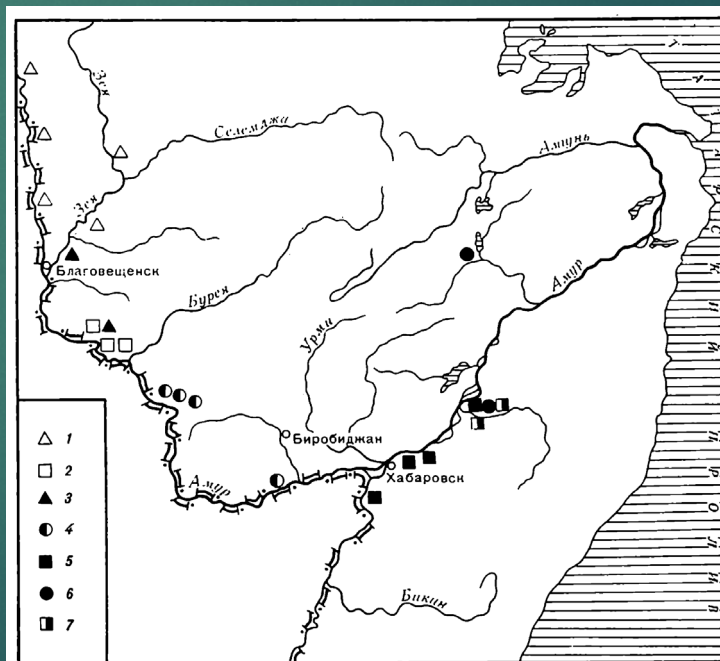 Зея
Селемджа
Амгунь
Зея
Благовещенск
Бурея
Амур
Урми
Биробиджан
Амур
Хабаровск
Бикин
1
2
3
4
5
6
7